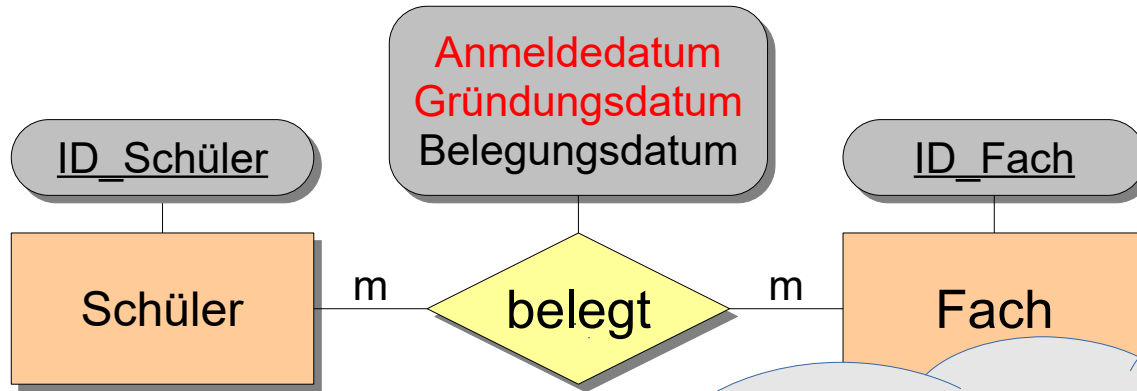 Anmeldedatum
Gründungsdatum
Belegungsdatum
ID_Schüler
ID_Fach
Schüler
m
belegt
m
Fach